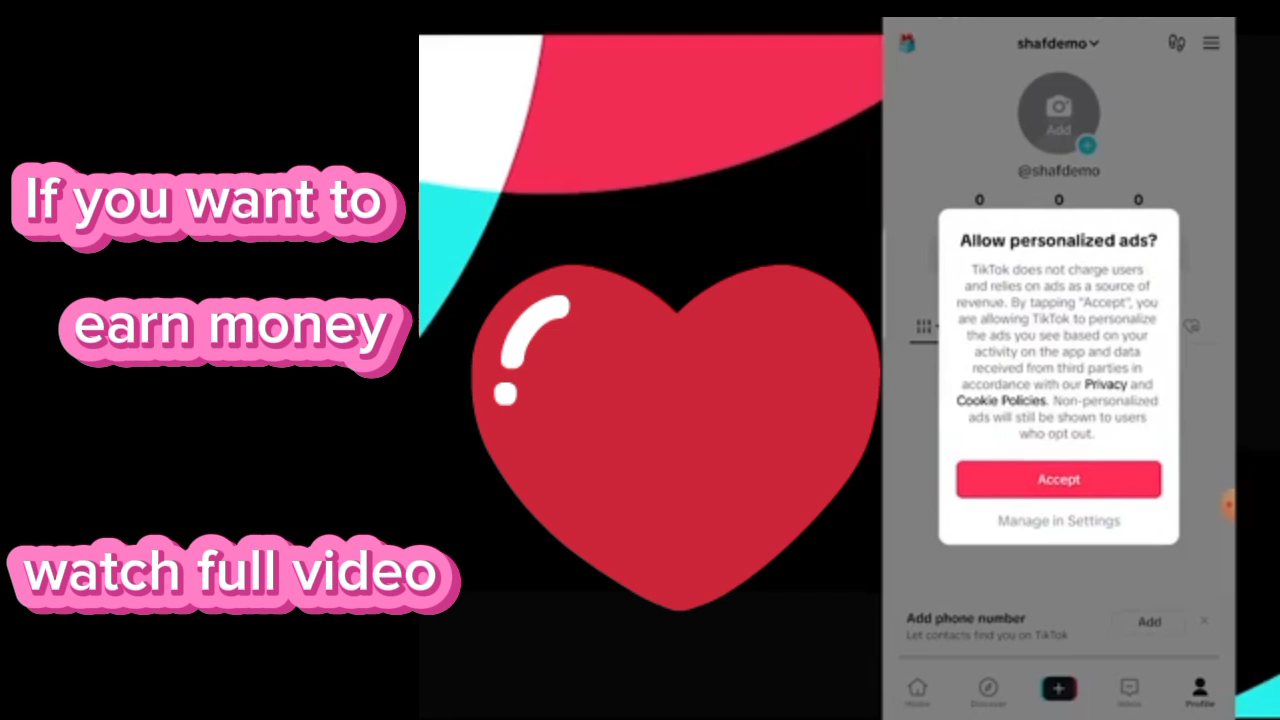 If you want to
earn money
watch full video
shafdemo
Add
@shafdemo
0 0 0
Allow personalized ads?
TikTok does not charge users
and relies on ads as a source of
revenue. By tapping "Accept", you
are allowing TikTok to personalize
the ads you see based on your
activity on the app and data
received from third parties in
accordance with our Privacy and
Cookie Policies. Non-personalized
ads will still be shown to users
who opt out.
Accept
Manage in Settings
Add phone number
Let contacts find you on TikTok
Add
Home Discover Inbox Profile